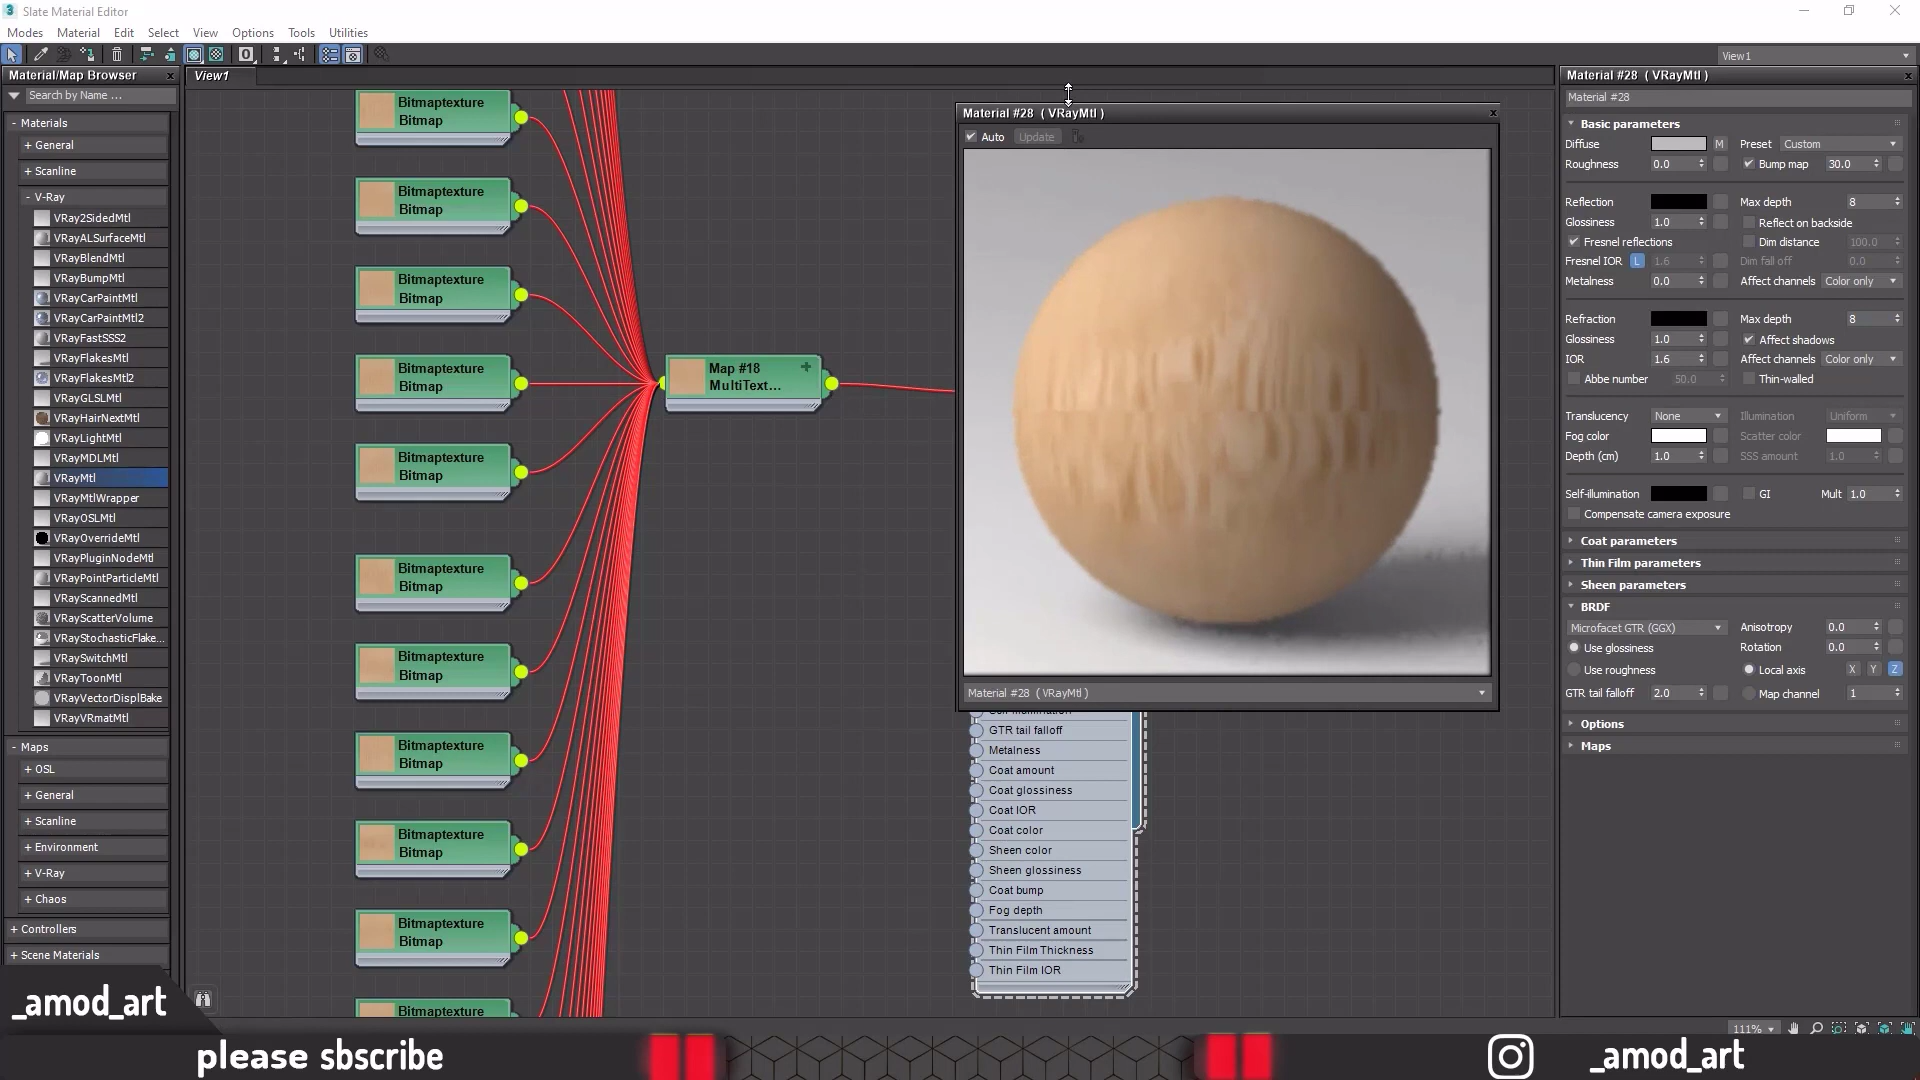 Slate Material Editor
Modes Material Edit Select View Options Tools Utilities
View1
Material/Map Browser
Search by Name ...
- Materials
+ General
+ Scanline
- V-Ray
VRay2SidedMtl
VRayALSurfaceMtl
VRayBlendMtl
VRayBumpMtl
VRayCarPaintMtl
VRayCarPaintMtl2
VRayFastSSS2
VRayFlakesMtl
VRayFlakesMtl2
VRayGLSLMtl
VRayHairNextMtl
VRayLightMtl
VRayMDLMtl
VRayMtl
VRayMtlWrapper
VRayOSLMtl
VRayOverrideMtl
VRayPluginNodeMtl
VRayPointParticleMtl
VRayScannedMtl
VRayScatterVolume
VRayStochasticFlake...
VRaySwitchMtl
VRayToonMtl
VRayVectorDisplBake
VRayVRmatMtl
- Maps
+ OSL
+ General
+ Scanline
+ Environment
+ V-Ray
+ Chaos
+ Controllers
+ Scene Materials
View1
Bitmaptexture
Bitmap
Bitmaptexture
Bitmap
Bitmaptexture
Bitmap
Bitmaptexture
Bitmap
Bitmaptexture
Bitmap
Bitmaptexture
Bitmap
Bitmaptexture
Bitmap
Bitmaptexture
Bitmap
Bitmaptexture
Bitmap
Bitmaptexture
Bitmap
Bitmaptexture
Map #18
MultiText...
Material #28 ( VRayMtl )
Auto Update
Material #28 ( VRayMtl )
GTR tail falloff
Metalness
Coat amount
Coat glossiness
Coat IOR
Coat color
Sheen color
Sheen glossiness
Coat bump
Fog depth
Translucent amount
Thin Film Thickness
Thin Film IOR
Material #28 ( VRayMtl )
Material #28
Basic parameters
Diffuse M Preset Custom
Roughness 0.0 Bump map 30.0
Reflection Max depth 8
Glossiness 1.0 Reflect on backside
Fresnel reflections Dim distance 100.0
Fresnel IOR L 1.6 Dim fall off 0.0
Metalness 0.0 Affect channels Color only
Refraction Max depth 8
Glossiness 1.0 Affect shadows
IOR 1.6 Affect channels Color only
Abbe number 50.0 Thin-walled
Translucency None Illumination Uniform
Fog color Scatter color
Depth (cm) 1.0 SSS amount 1.0
Self-illumination GI Mult 1.0
Compensate camera exposure
Coat parameters
Thin Film parameters
Sheen parameters
BRDF
Microfacet GTR (GGX) Anisotropy 0.0
Use glossiness Rotation 0.0
Use roughness Local axis X Y Z
GTR tail falloff 2.0 Map channel 1
Options
Maps
111%
_amod_art
please sbscribe
_amod_art